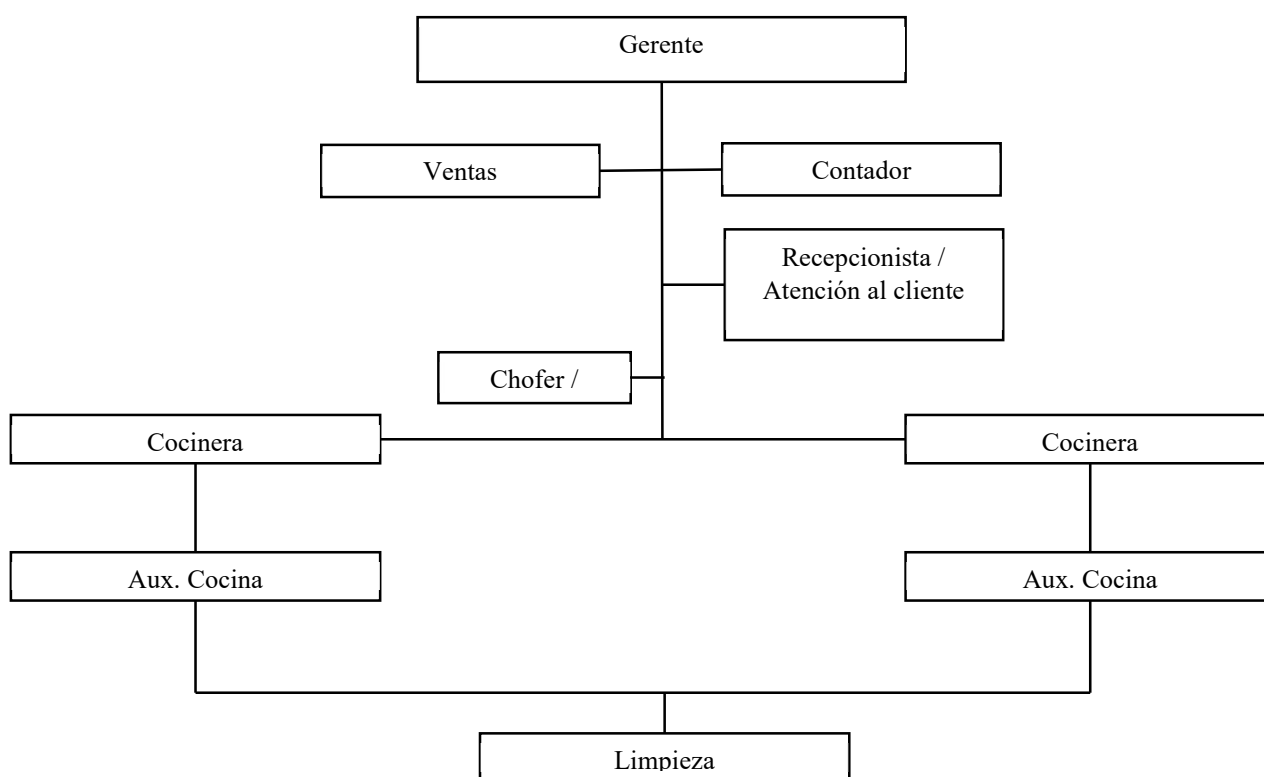 Gerente
Ventas
Contador
Recepcionista /
Atención al cliente
Chofer /
Cocinera
Cocinera
Aux. Cocina
Aux. Cocina
Limpieza